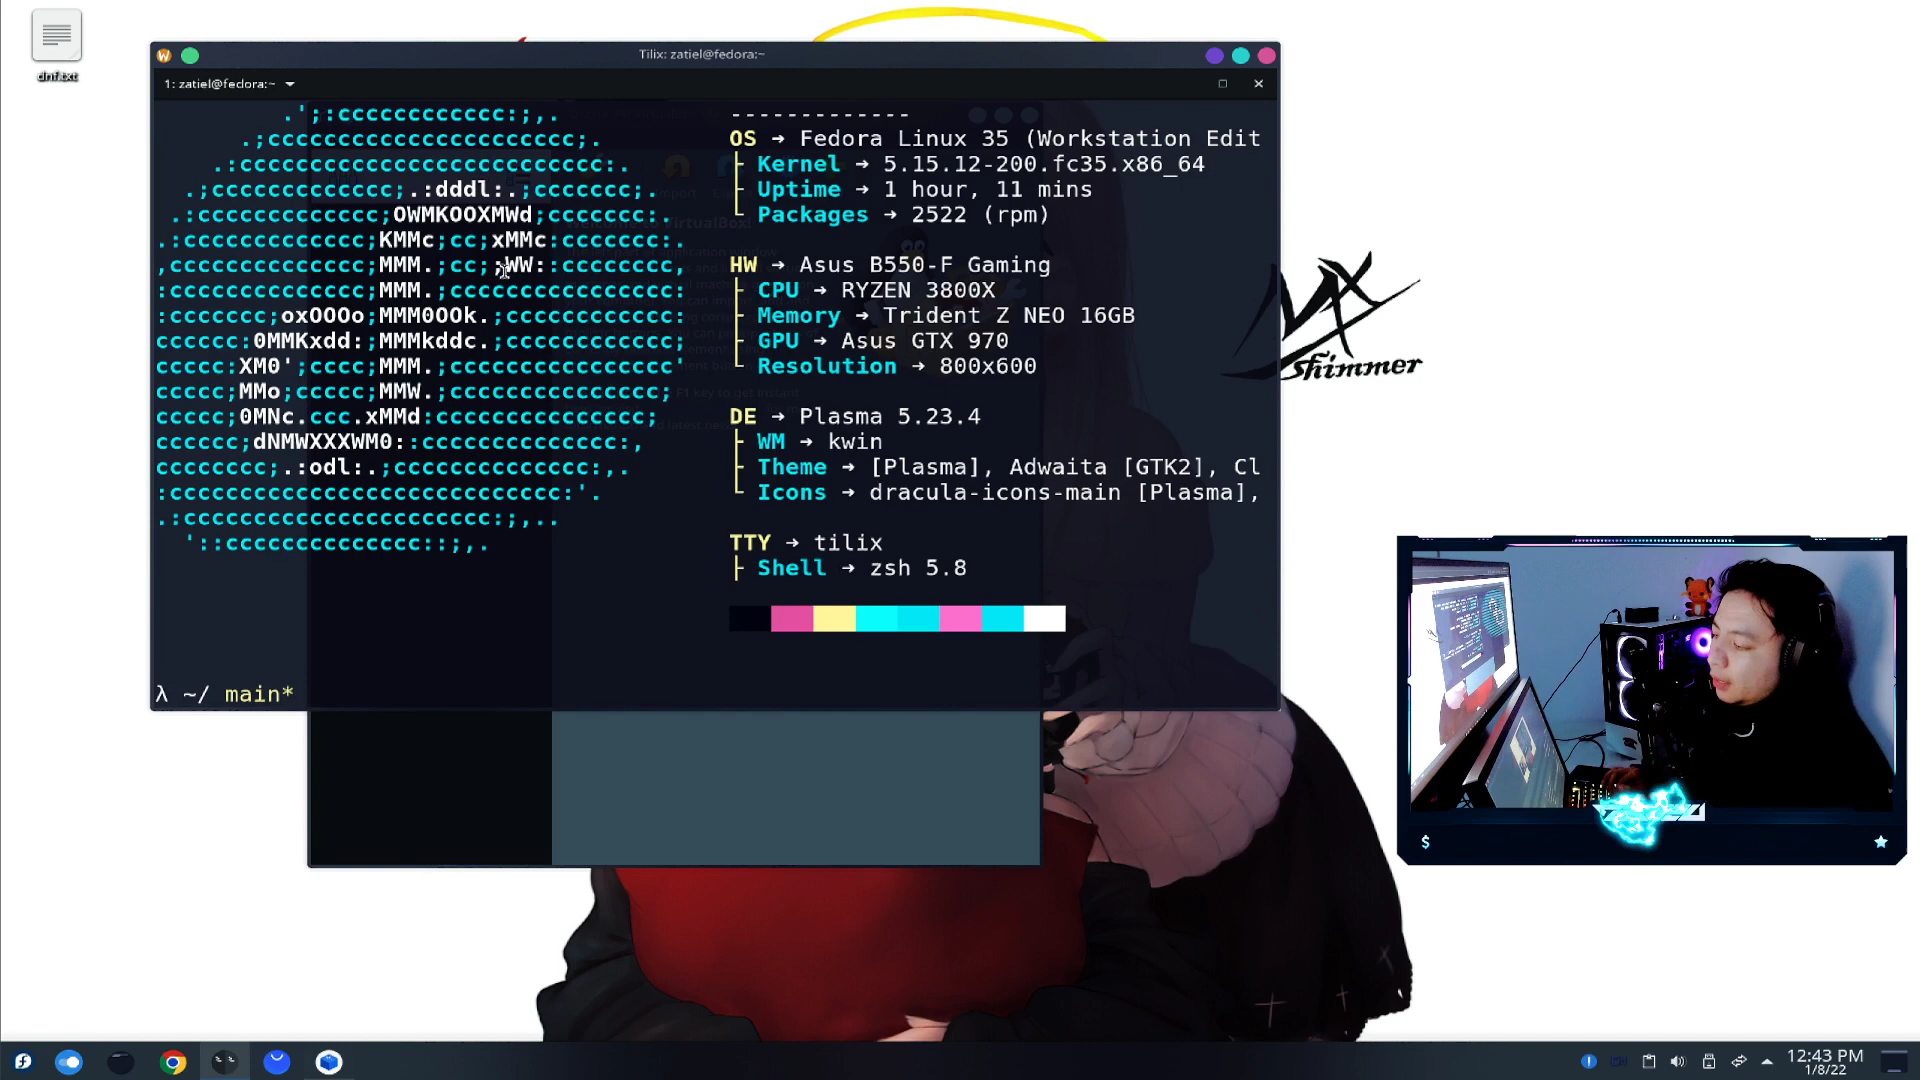 dnf.txt
Tilix: zatiel@fedora:~
1: zatiel@fedora:~
.';:cccccccccccc:;,.
.;cccccccccccccccccccccc;.
.:cccccccccccccccccccccccccc:.
.;ccccccccccccc;.:dddl:.;ccccccc;.
.:ccccccccccccc;OWMKOOXMWd;ccccccc:.
.:ccccccccccccc;KMMc;cc;xMMc:ccccccc:.
,cccccccccccccc;MMM.;cc;;WW::cccccccc,
:cccccccccccccc;MMM.;cccccccccccccccc:
:ccccccc;oxOOOo;MMM0OOk.;cccccccccccc:
cccccc:0MMKxdd:;MMMkddc.;cccccccccccc;
ccccc:XM0';cccc;MMM.;cccccccccccccccc'
ccccc;MMo;ccccc;MMW.;ccccccccccccccc;
ccccc;0MNc.ccc.xMMd:ccccccccccccccc;
cccccc;dNMWXXXWM0::cccccccccccccc:,
cccccccc;.:odl:.;cccccccccccccc:,.
:cccccccccccccccccccccccccccc:'.
.:cccccccccccccccccccccc:;,..
'::cccccccccccccc::;,.
-------------
OS → Fedora Linux 35 (Workstation Edit
├ Kernel → 5.15.12-200.fc35.x86_64
├ Uptime → 1 hour, 11 mins
└ Packages → 2522 (rpm)
HW → Asus B550-F Gaming
├ CPU → RYZEN 3800X
├ Memory → Trident Z NEO 16GB
├ GPU → Asus GTX 970
└ Resolution → 800x600
DE → Plasma 5.23.4
├ WM → kwin
├ Theme → [Plasma], Adwaita [GTK2], Cl
└ Icons → dracula-icons-main [Plasma],
TTY → tilix
├ Shell → zsh 5.8
λ ~/ main*
Shimmer
$
12:43 PM
1/8/22